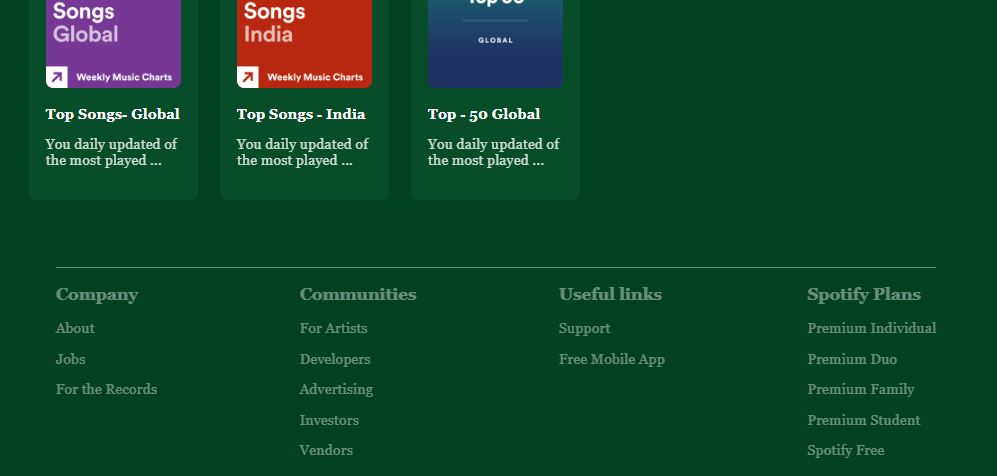 Songs
Global
Weekly Music Charts
Songs
India
Weekly Music Charts
Top 50
GLOBAL
Top Songs- Global
You daily updated of
the most played ...
Top Songs - India
You daily updated of
the most played ...
Top - 50 Global
You daily updated of
the most played ...
Company
About
Jobs
For the Records
Communities
For Artists
Developers
Advertising
Investors
Vendors
Useful links
Support
Free Mobile App
Spotify Plans
Premium Individual
Premium Duo
Premium Family
Premium Student
Spotify Free